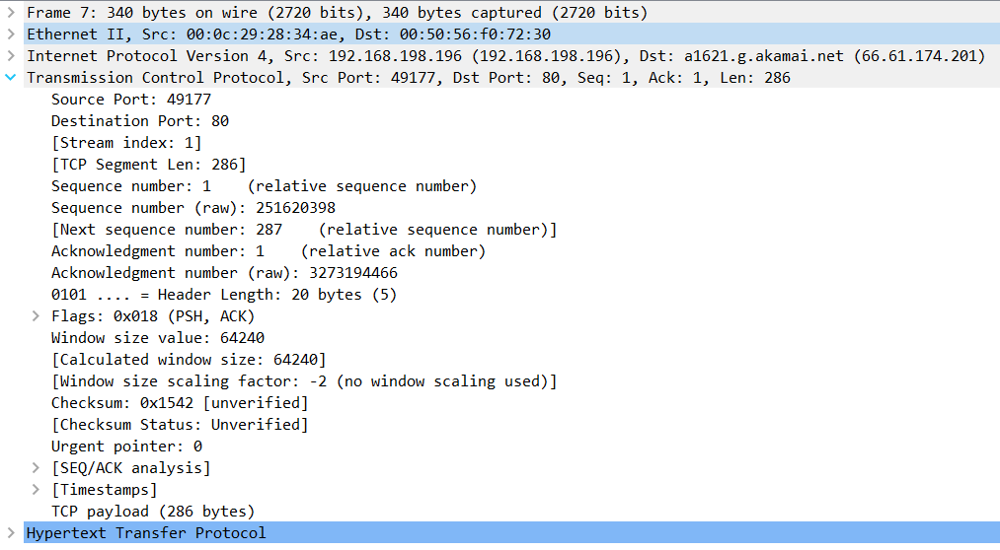 Frame 7: 340 bytes on wire (2720 bits), 340 bytes captured (2720 bits)
Ethernet II, Src: 00:0c:29:28:34:ae, Dst: 00:50:56:f0:72:30
Internet Protocol Version 4, Src: 192.168.198.196 (192.168.198.196), Dst: a1621.g.akamai.net (66.61.174.201)
Transmission Control Protocol, Src Port: 49177, Dst Port: 80, Seq: 1, Ack: 1, Len: 286
Source Port: 49177
Destination Port: 80
[Stream index: 1]
[TCP Segment Len: 286]
Sequence number: 1    (relative sequence number)
Sequence number (raw): 251620398
[Next sequence number: 287    (relative sequence number)]
Acknowledgment number: 1    (relative ack number)
Acknowledgment number (raw): 3273194466
0101 .... = Header Length: 20 bytes (5)
Flags: 0x018 (PSH, ACK)
Window size value: 64240
[Calculated window size: 64240]
[Window size scaling factor: -2 (no window scaling used)]
Checksum: 0x1542 [unverified]
[Checksum Status: Unverified]
Urgent pointer: 0
[SEQ/ACK analysis]
[Timestamps]
TCP payload (286 bytes)
Hypertext Transfer Protocol